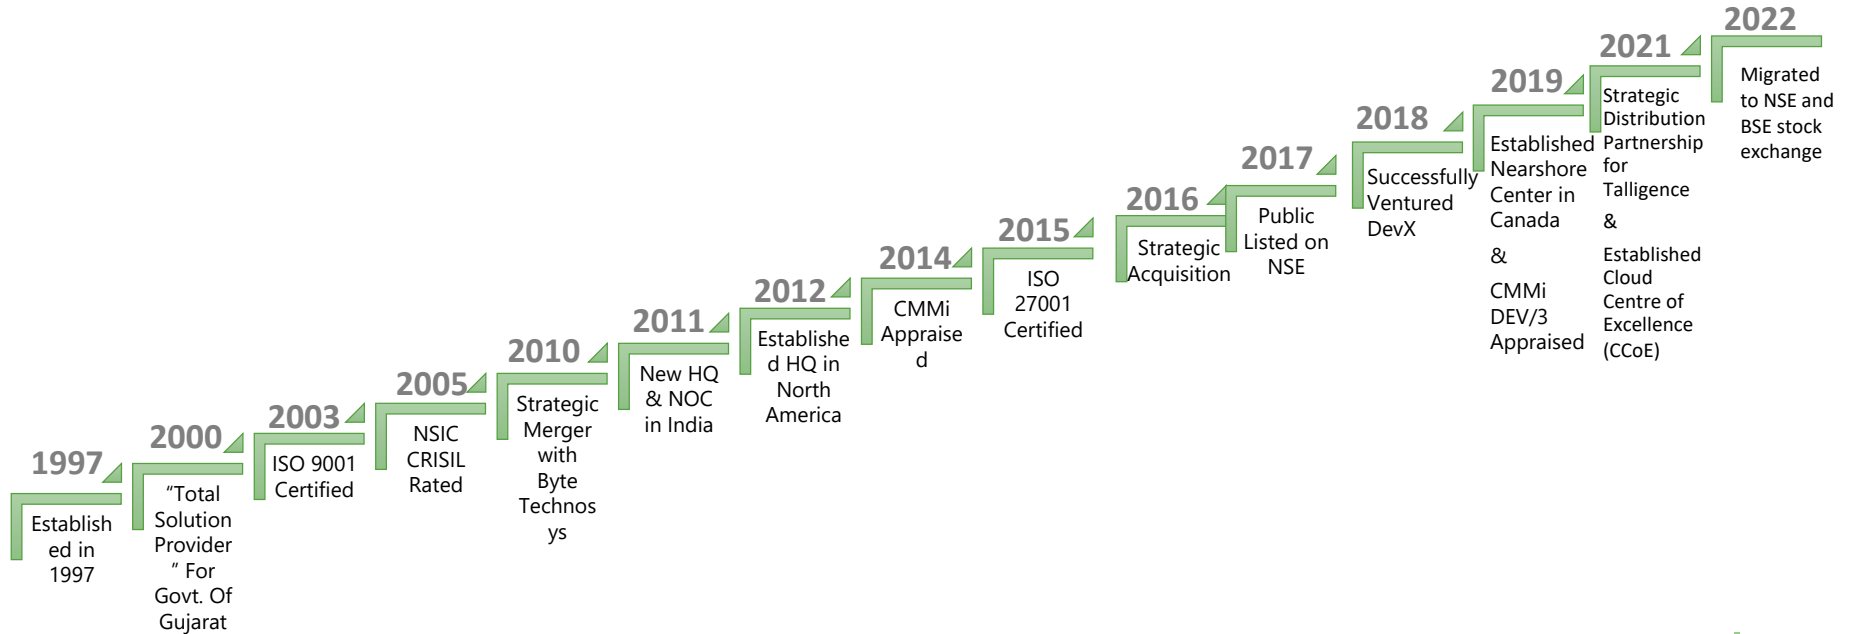 1997
Establish
ed in
1997
2000
“Total
Solution
Provider
” For
Govt. Of
Gujarat
2003
ISO 9001
Certified
2005
NSIC
CRISIL
Rated
2010
Strategic
Merger
with
Byte
Technos
ys
2011
New HQ
& NOC
in India
2012
Establishe
d HQ in
North
America
2014
CMMi
Appraise
d
2015
ISO
27001
Certified
2016
Strategic
Acquisition
2017
Public
Listed on
NSE
2018
Successfully
Ventured
DevX
2019
Established
Nearshore
Center in
Canada
&
CMMi
DEV/3
Appraised
2021
Strategic
Distribution
Partnership
for
Talligence
&
Established
Cloud
Centre of
Excellence
(CCoE)
2022
Migrated
to NSE and
BSE stock
exchange